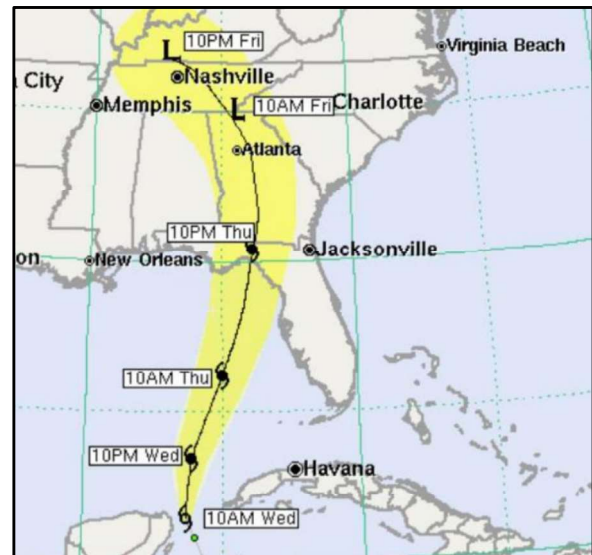 10PM Fri
L
Virginia Beach
City
Nashville
Memphis
L
10AM Fri
Charlotte
Atlanta
10PM Thu
Jacksonville
New Orleans
10AM Thu
10PM Wed
Havana
10AM Wed